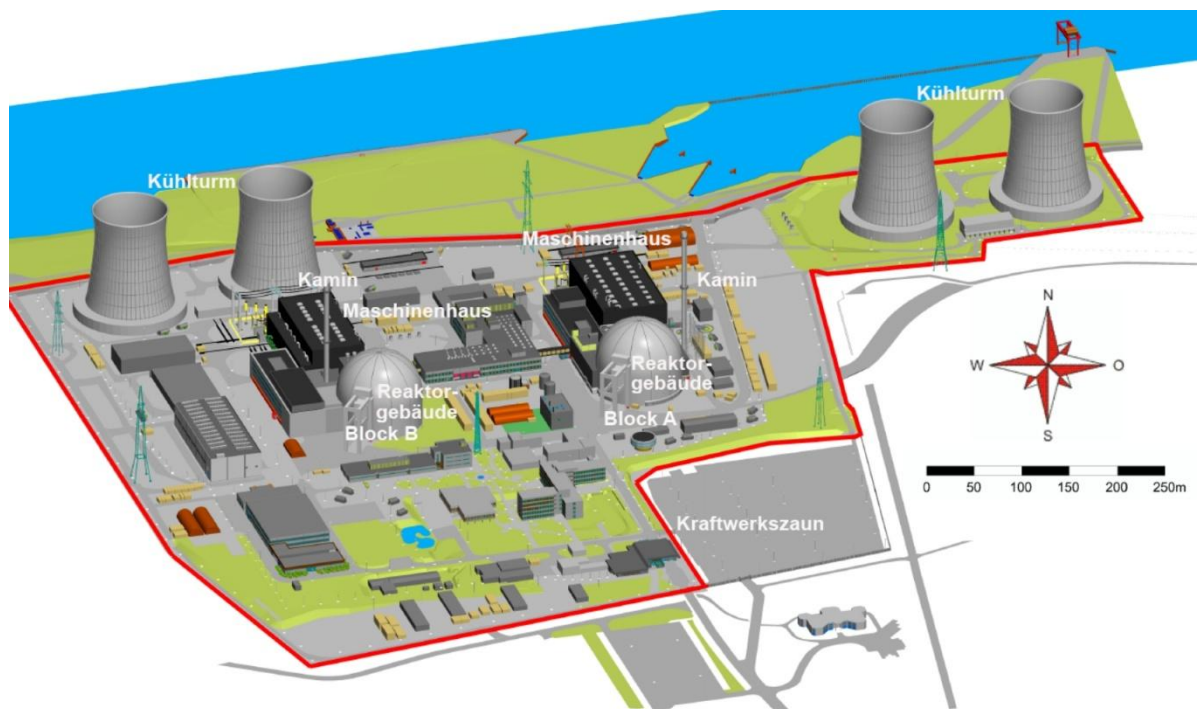 Kühlturm
Kühlturm
Maschinenhaus
Kamin
Kamin
Maschinenhaus
Reaktor-
gebäude
Block A
Reaktor-
gebäude
Block B
Kraftwerkszaun
N
W
O
S
0 50 100 150 200 250m